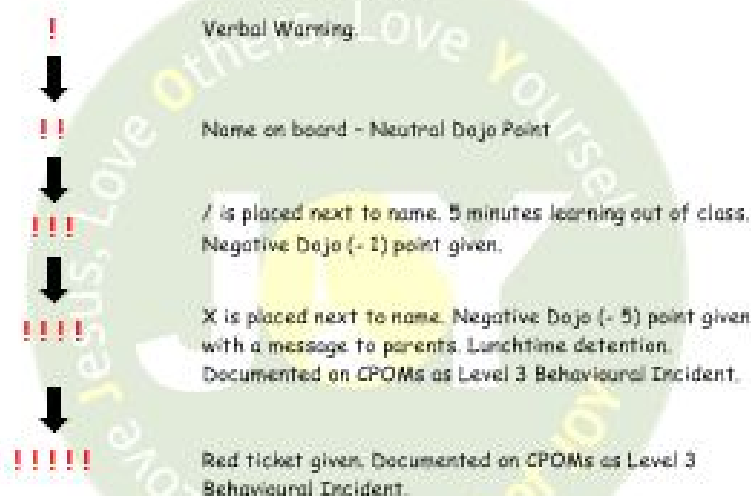 !
Verbal Warning.
!!
Name on board - Neutral Dojo Point
!!!
/ is placed next to name. 5 minutes learning out of class.
Negative Dojo (- 1) point given.
!!!!
X is placed next to name. Negative Dojo (- 5) point given
with a message to parents. Lunchtime detention.
Documented on CPOMs as Level 3 Behavioural Incident.
!!!!!
Red ticket given. Documented on CPOMs as Level 3
Behavioural Incident.
Jesus, Love Others, Love Yourself
JOY
JOY